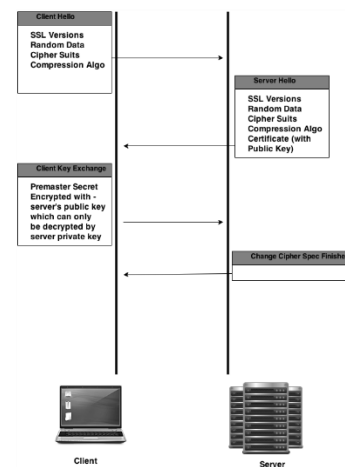 Client Hello
SSL Versions
Random Data
Cipher Suits
Compression Algo
Server Hello
SSL Versions
Random Data
Cipher Suits
Compression Algo
Certificate (with
Public Key)
Client Key Exchange
Premaster Secret
Encrypted with -
server's public key
which can only
be decrypted by
server private key
Change Cipher Spec Finishe
Client
Server